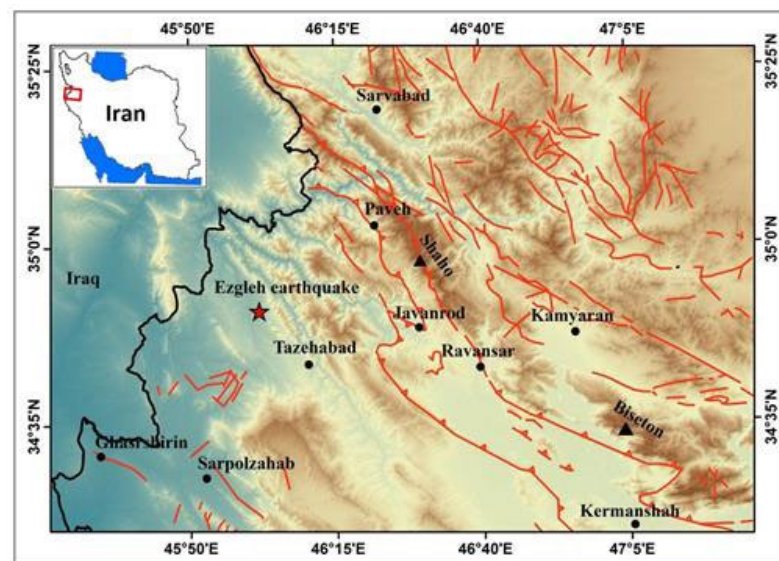 45°50'E 46°15'E 46°40'E 47°5'E
35°25'N
35°25'N
Iran
Sarvabad
Paveh
Shaho
35°0'N
35°0'N
Iraq
Ezgleh earthquake
Javanrod
Kamyaran
Tazehabad
Ravansar
34°35'N
34°35'N
Biseton
Ghasrshirin
Sarpolzahab
Kermanshah
45°50'E 46°15'E 46°40'E 47°5'E